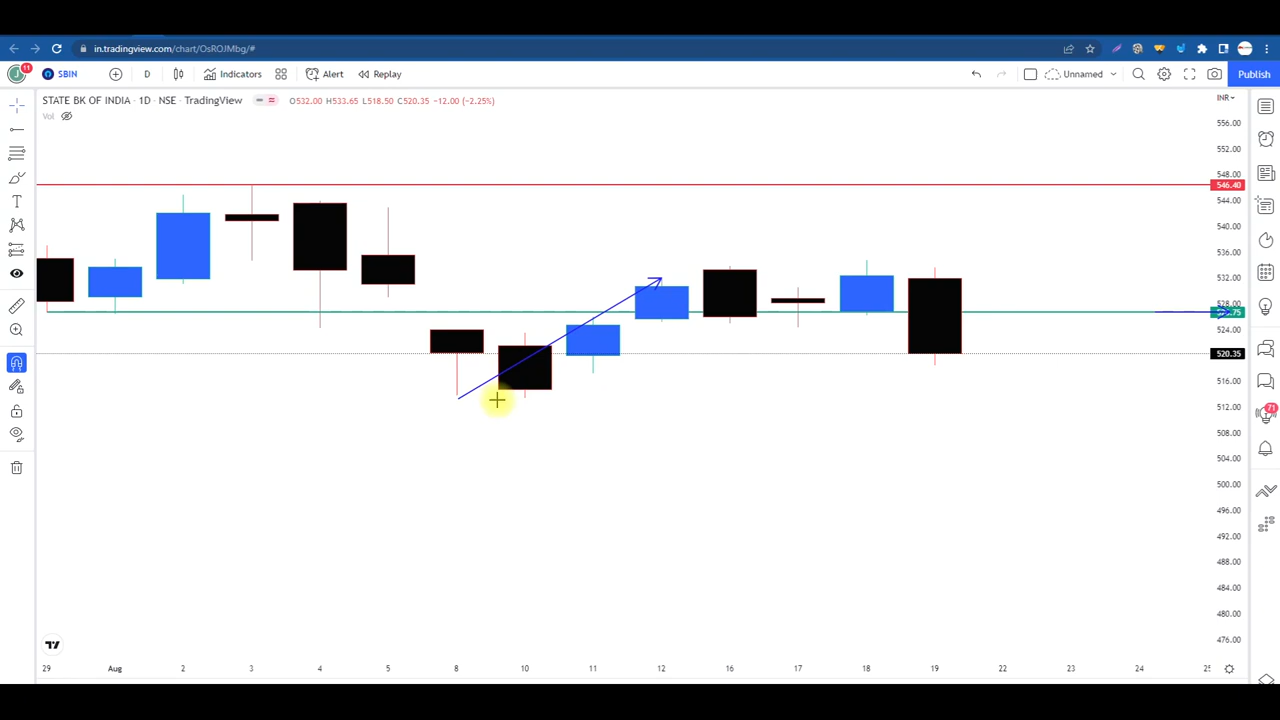 in.tradingview.com/chart/OsROJMbg/#
11
SBIN
D
Indicators
Alert
Replay
Unnamed
Publish
STATE BK OF INDIA · 1D · NSE · TradingView
O532.00 H533.65 L518.50 C520.35 −12.00 (−2.25%)
INR
Vol
556.00
552.00
548.00
546.40
544.00
540.00
536.00
532.00
528.00
524.00
520.35
516.00
512.00
508.00
504.00
500.00
496.00
492.00
488.00
484.00
480.00
476.00
71
29 Aug 2 3 4 5 8 10 11 12 16 17 18 19 22 23 24